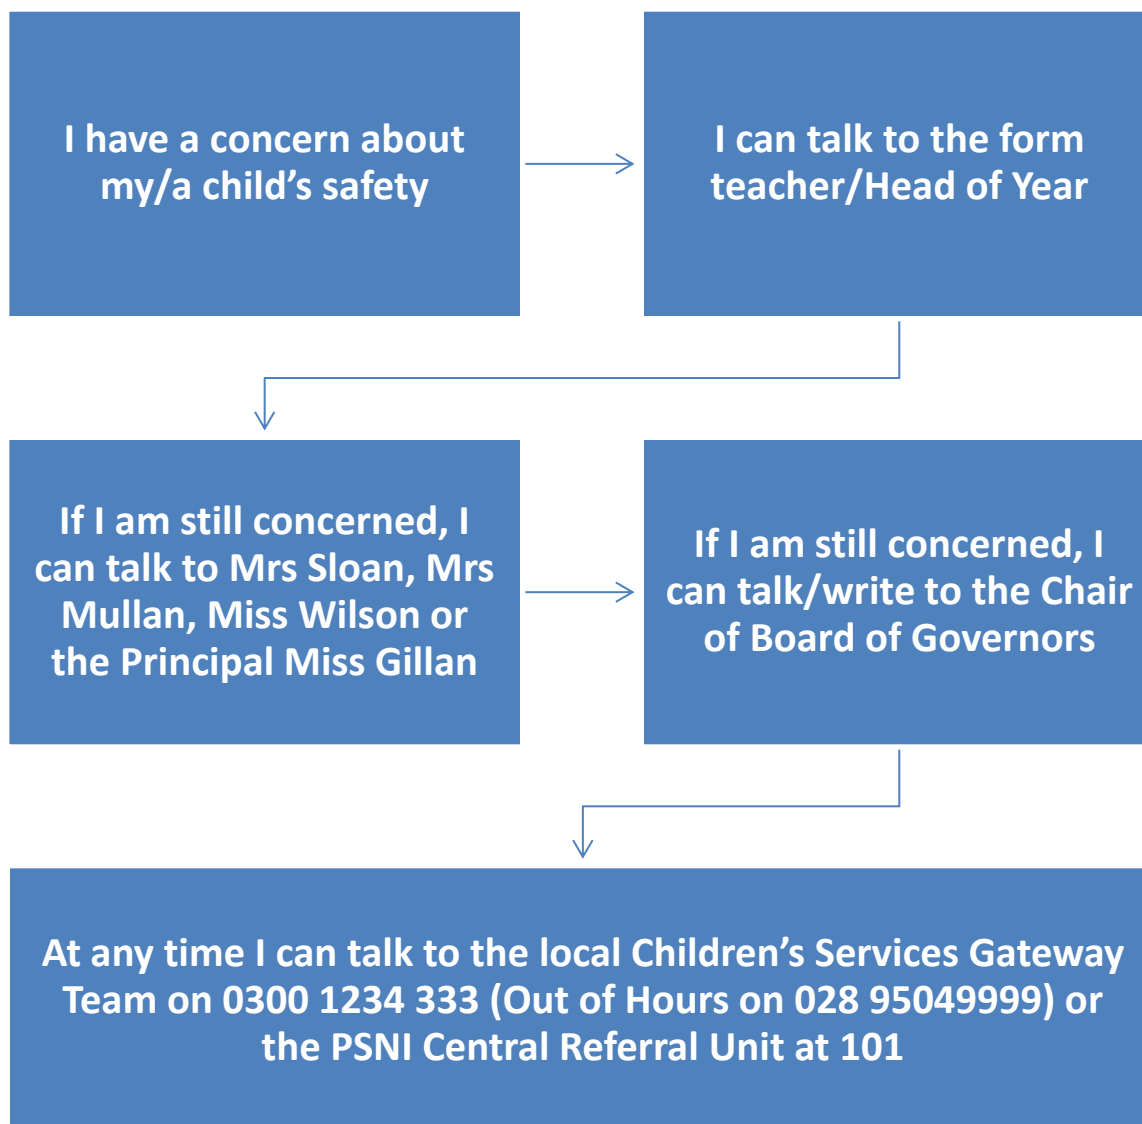 I have a concern about
my/a child’s safety
I can talk to the form
teacher/Head of Year
If I am still concerned, I
can talk to Mrs Sloan, Mrs
Mullan, Miss Wilson or
the Principal Miss Gillan
If I am still concerned, I
can talk/write to the Chair
of Board of Governors
At any time I can talk to the local Children’s Services Gateway
Team on 0300 1234 333 (Out of Hours on 028 95049999) or
the PSNI Central Referral Unit at 101